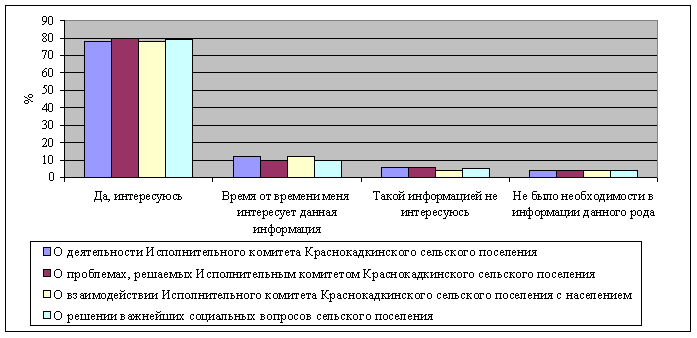 90
80
70
60
50
40
30
20
10
0
%
Да, интересуюсь
Время от времени меня
интересует данная
информация
Такой информацией не
интересуюсь
Не было необходимости в
информации данного рода
О деятельности Исполнительного комитета Краснокадкинского сельского поселения
О проблемах, решаемых Исполнительным комитетом Краснокадкинского сельского поселения
О взаимодействии Исполнительного комитета Краснокадкинского сельского поселения с населением
О решении важнейших социальных вопросов сельского поселения